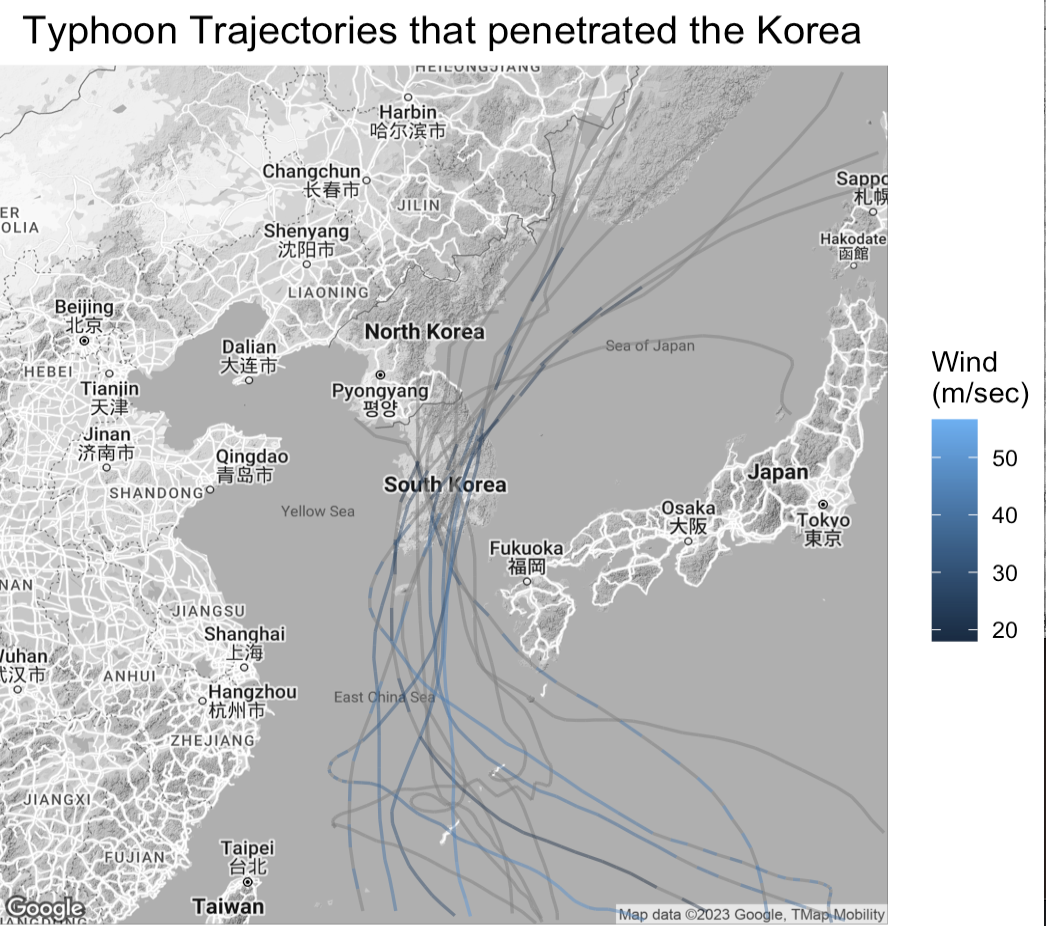 Typhoon Trajectories that penetrated the Korea
HEILONGJIANG
Harbin
哈尔滨市
Changchun
长春市
JILIN
Sappo
札幌
ER
OLIA
Shenyang
沈阳市
Hakodate
函館
LIAONING
Beijing
北京
North Korea
Dalian
大连市
Sea of Japan
HEBEI
Tianjin
天津
Pyongyang
평양
Jinan
济南市
Qingdao
青岛市
SHANDONG
South Korea
Japan
Yellow Sea
Osaka
大阪
Tokyo
東京
Fukuoka
福岡
NAN
JIANGSU
Shanghai
上海
Wuhan
武汉市
ANHUI
Hangzhou
杭州市
East China Sea
ZHEJIANG
JIANGXI
FUJIAN
Taipei
台北
Taiwan
Google
Map data ©2023 Google, TMap Mobility
Wind
(m/sec)
50
40
30
20